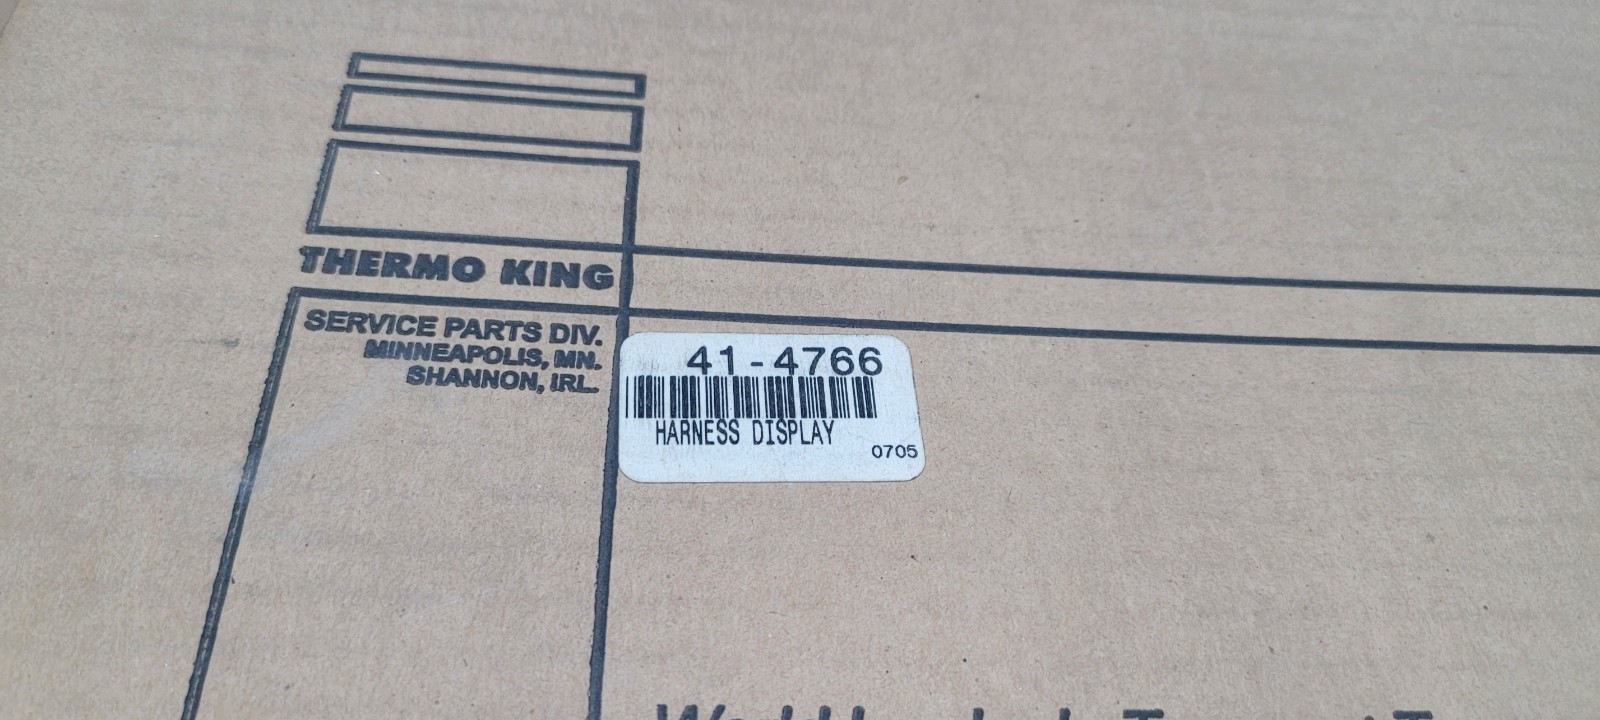 THERMO KING
SERVICE PARTS DIV.
MINNEAPOLIS, MN.
SHANNON, IRL.
41-4766
HARNESS DISPLAY
0705